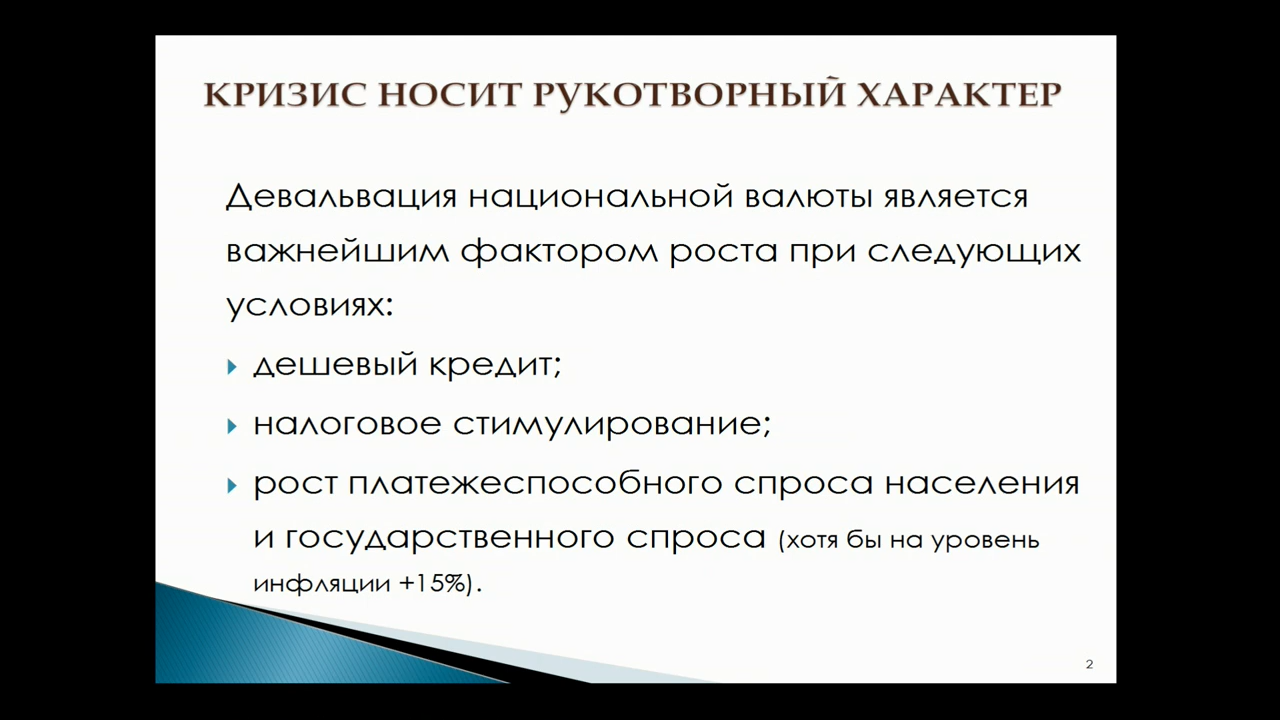 КРИЗИС НОСИТ РУКОТВОРНЫЙ ХАРАКТЕР
Девальвация национальной валюты является
важнейшим фактором роста при следующих
условиях:
дешевый кредит;
налоговое стимулирование;
рост платежеспособного спроса населения
и государственного спроса (хотя бы на уровень
инфляции +15%).
2